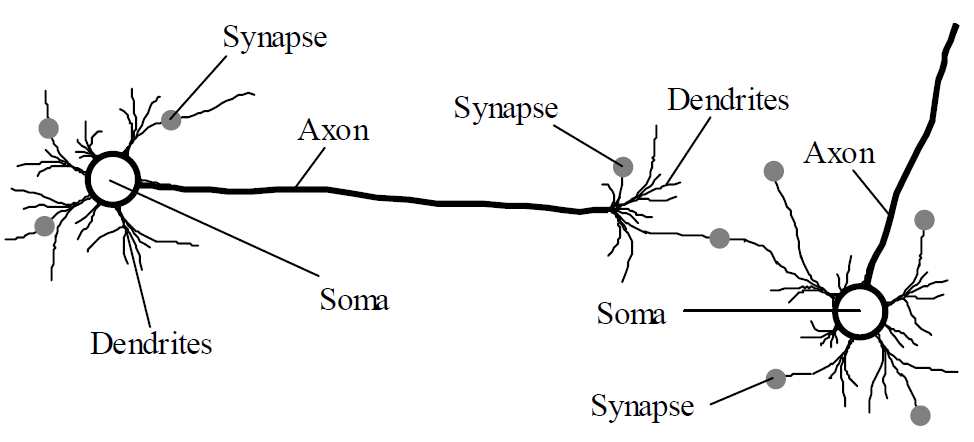 Synapse
Synapse
Dendrites
Axon
Axon
Soma
Soma
Dendrites
Synapse